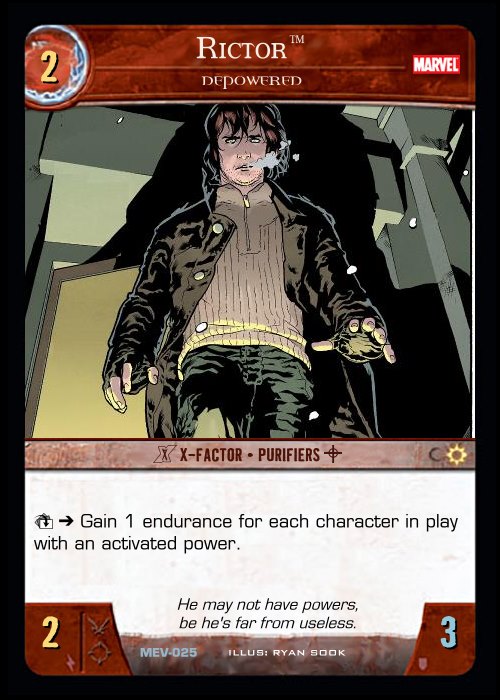 2
RICTOR™
DEPOWERED
MARVEL
X-FACTOR • PURIFIERS
C
➔ Gain 1 endurance for each character in play
with an activated power.
He may not have powers,
be he's far from useless.
2
3
MEV-025 ILLUS: RYAN SOOK